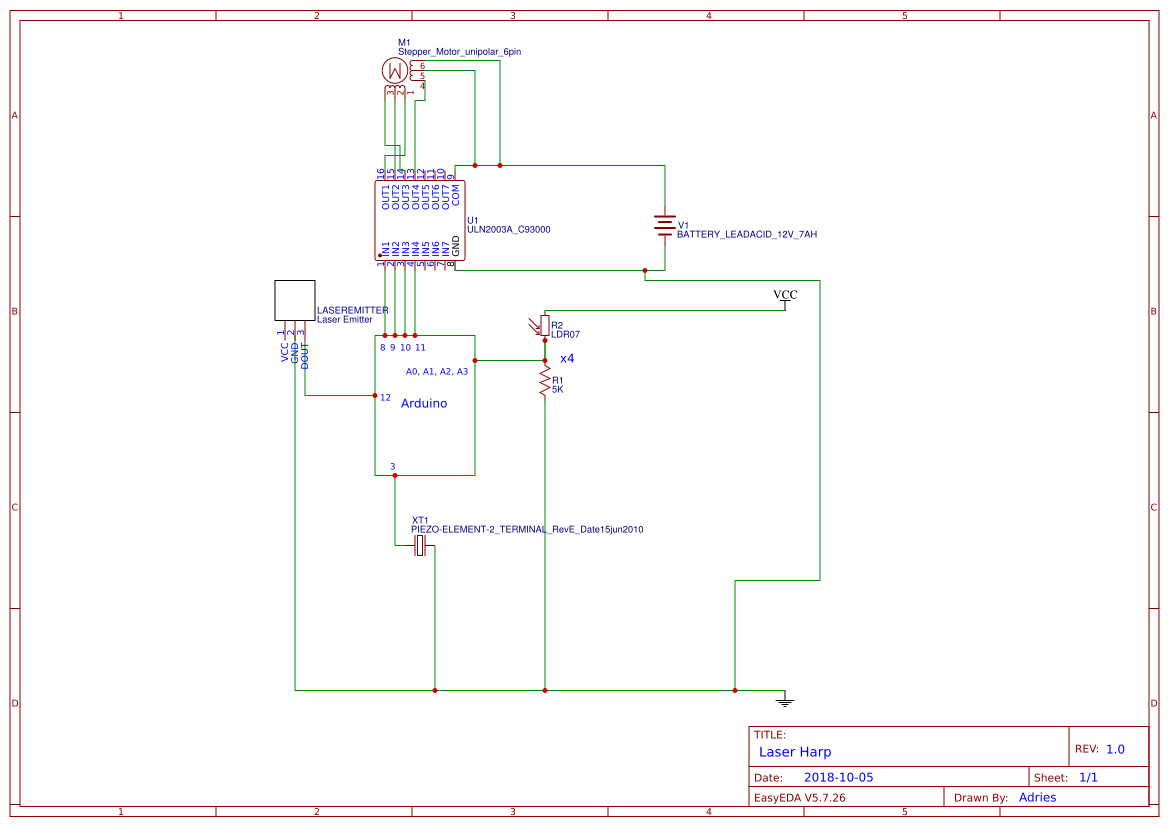 1 2 3 4 5
A A
B B
C C
D D
M1
Stepper_Motor_unipolar_6pin
6
5
4
3 2 1
16 15 14 13 12 11 10 9
OUT1 OUT2 OUT3 OUT4 OUT5 OUT6 OUT7 COM
U1
ULN2003A_C93000
IN1 IN2 IN3 IN4 IN5 IN6 IN7 GND
1 2 3 4 5 6 7 8
V1
BATTERY_LEADACID_12V_7AH
VCC
LASEREMITTER
Laser Emitter
1 2 3
VCC GND DOUT
R2
LDR07
8 9 10 11
x4
A0, A1, A2, A3
R1
5K
12
Arduino
3
XT1
PIEZO-ELEMENT-2_TERMINAL_RevE_Date15jun2010
TITLE:
Laser Harp
REV: 1.0
Date: 2018-10-05
Sheet: 1/1
EasyEDA V5.7.26
Drawn By: Adries
1 2 3 4 5